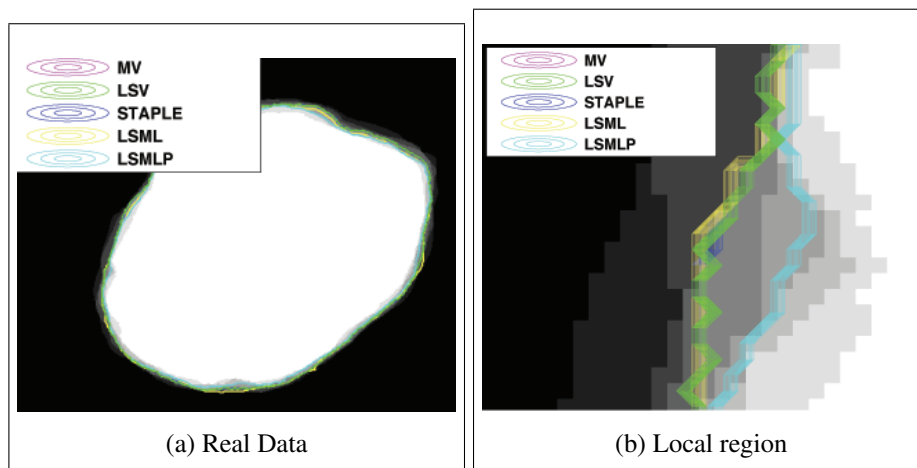 MV
LSV
STAPLE
LSML
LSMLP
(a) Real Data
MV
LSV
STAPLE
LSML
LSMLP
(b) Local region